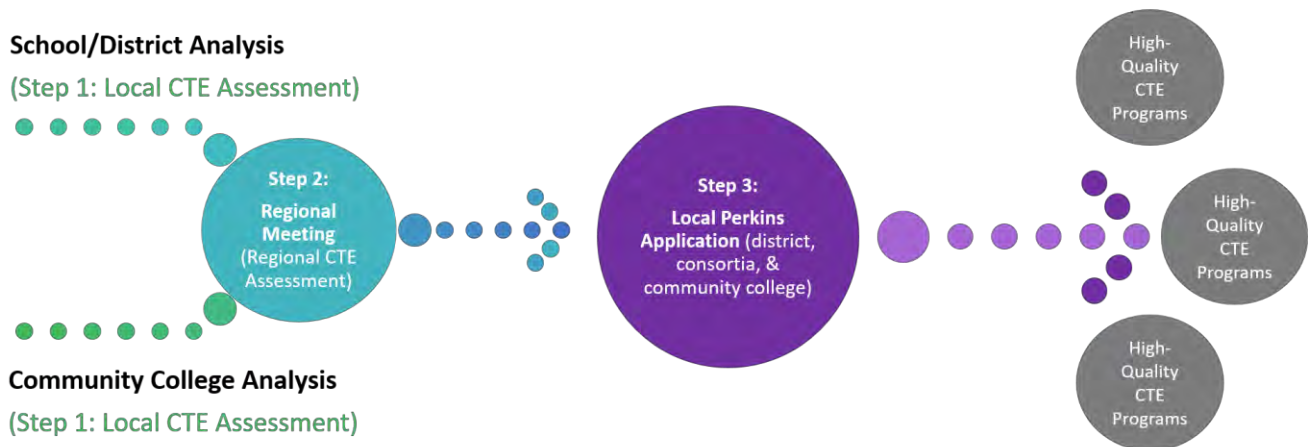 School/District Analysis
(Step 1: Local CTE Assessment)
Step 2:
Regional
Meeting
(Regional CTE
Assessment)
Community College Analysis
(Step 1: Local CTE Assessment)
Step 3:
Local Perkins
Application (district,
consortia, &
community college)
High-
Quality
CTE
Programs
High-
Quality
CTE
Programs
High-
Quality
CTE
Programs